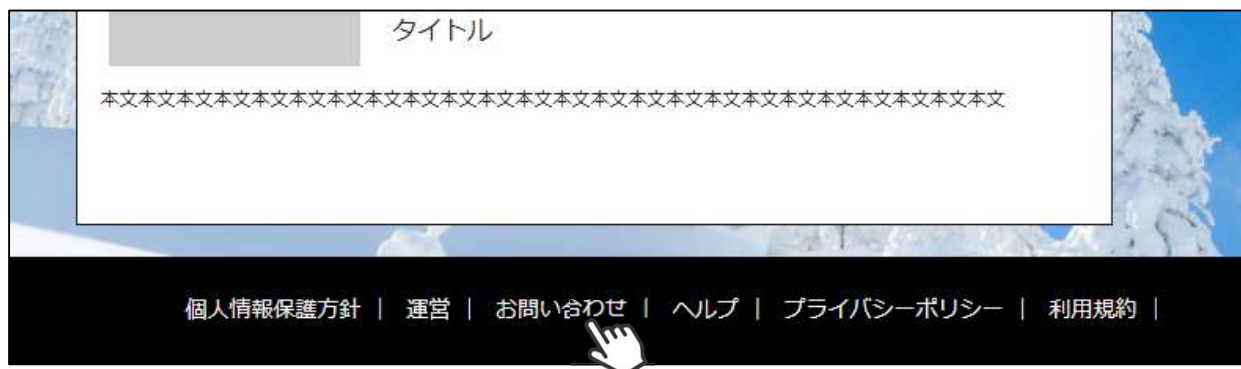 タイトル
本文本文本文本文本文本文本文本文本文本文本文本文本文本文本文本文本文本文本文本文本文本文本文本文
個人情報保護方針 | 運営 | お問い合わせ | ヘルプ | プライバシーポリシー | 利用規約 |